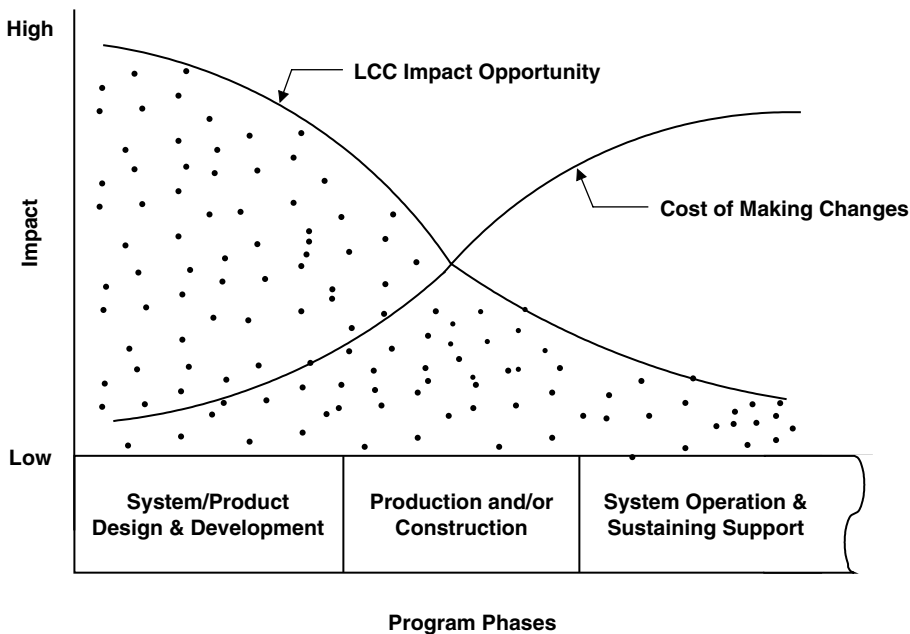 High
LCC Impact Opportunity
Cost of Making Changes
Impact
Low
System/Product
Design & Development
Production and/or
Construction
System Operation &
Sustaining Support
Program Phases